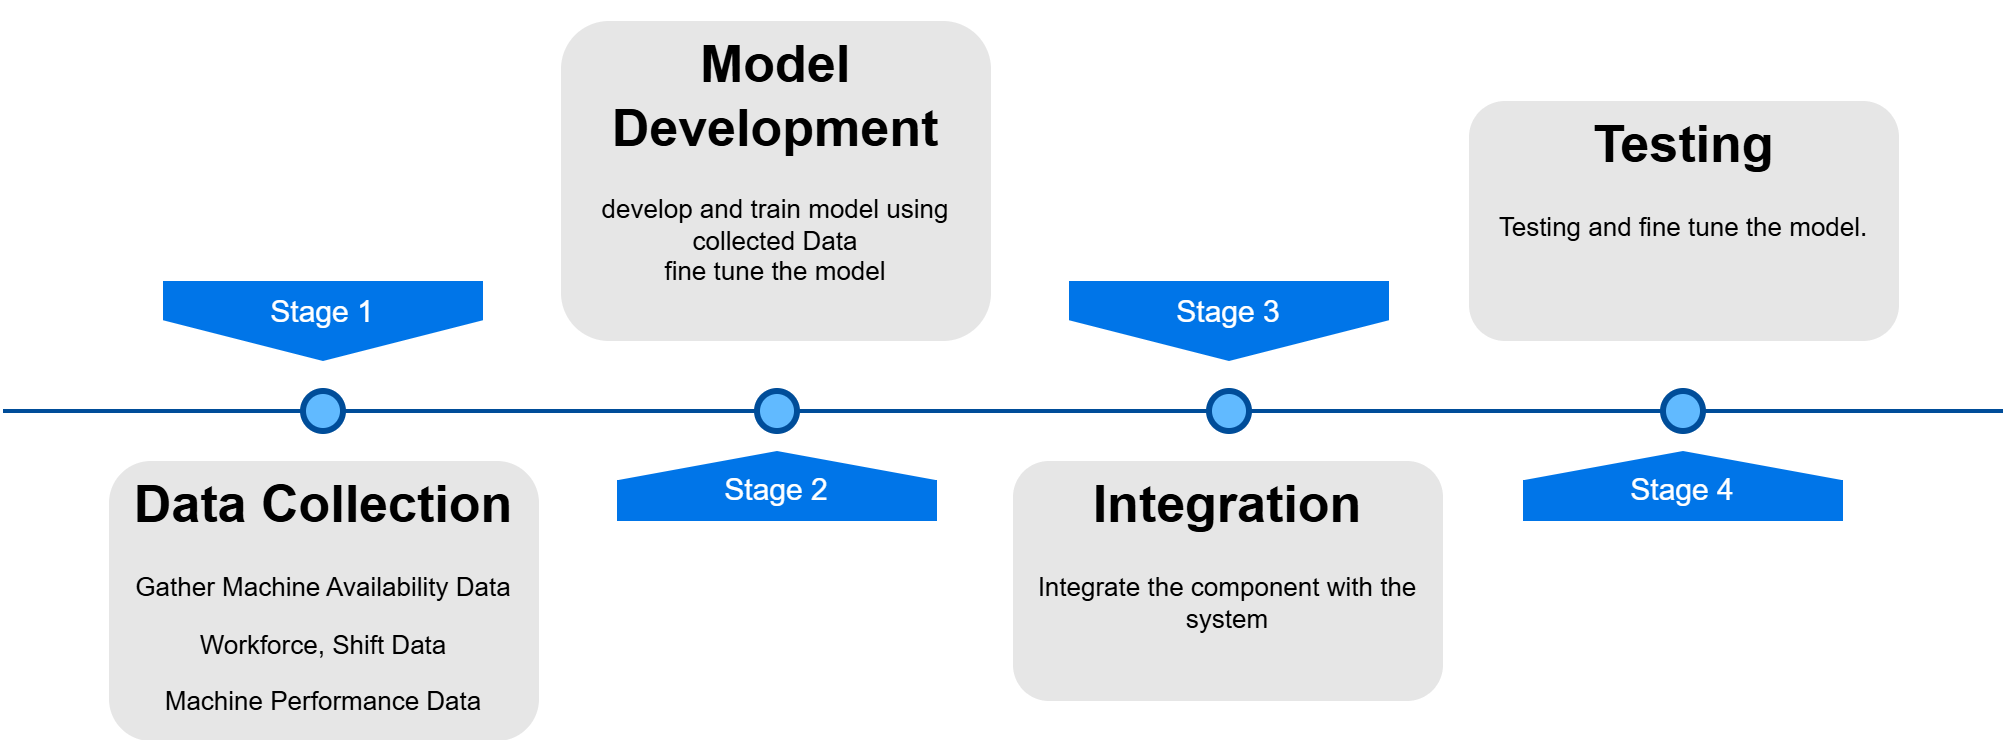 Stage 1
Data Collection
Gather Machine Availability Data
Workforce, Shift Data
Machine Performance Data
Model
Development
develop and train model using
collected Data
fine tune the model
Stage 2
Stage 3
Integration
Integrate the component with the
system
Testing
Testing and fine tune the model.
Stage 4